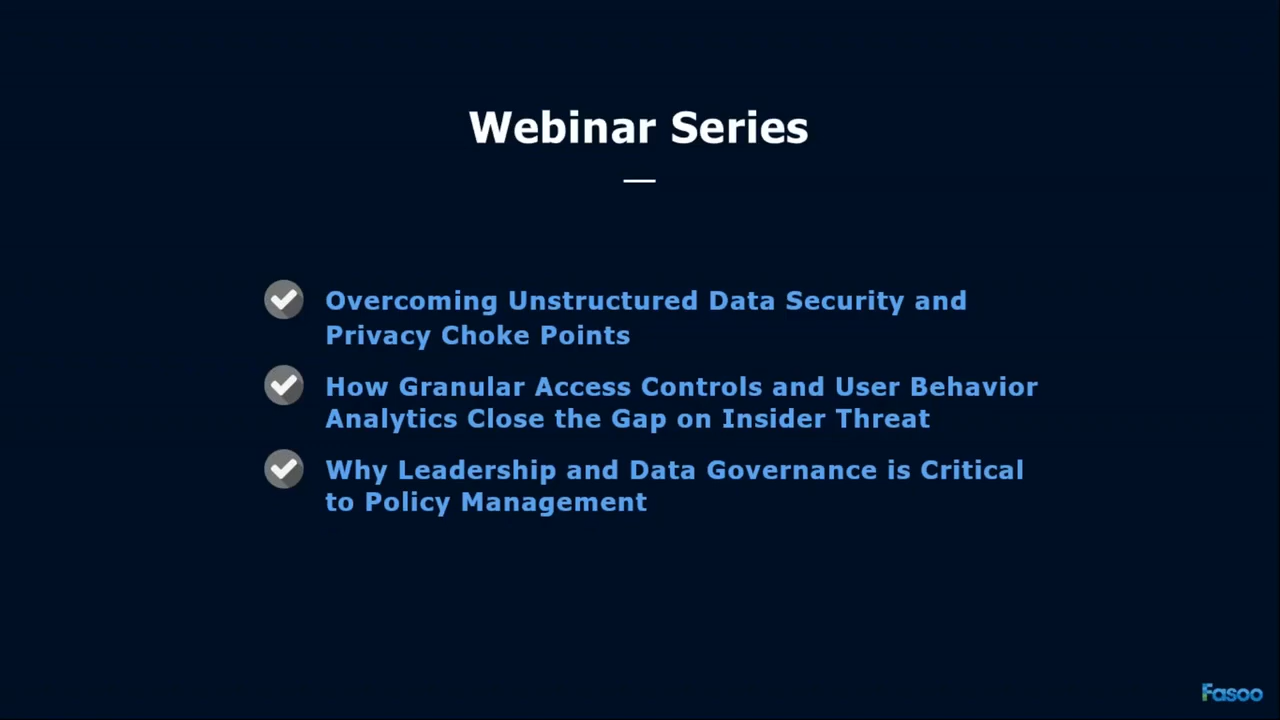 Webinar Series
Overcoming Unstructured Data Security and
Privacy Choke Points
How Granular Access Controls and User Behavior
Analytics Close the Gap on Insider Threat
Why Leadership and Data Governance is Critical
to Policy Management
Fasoo